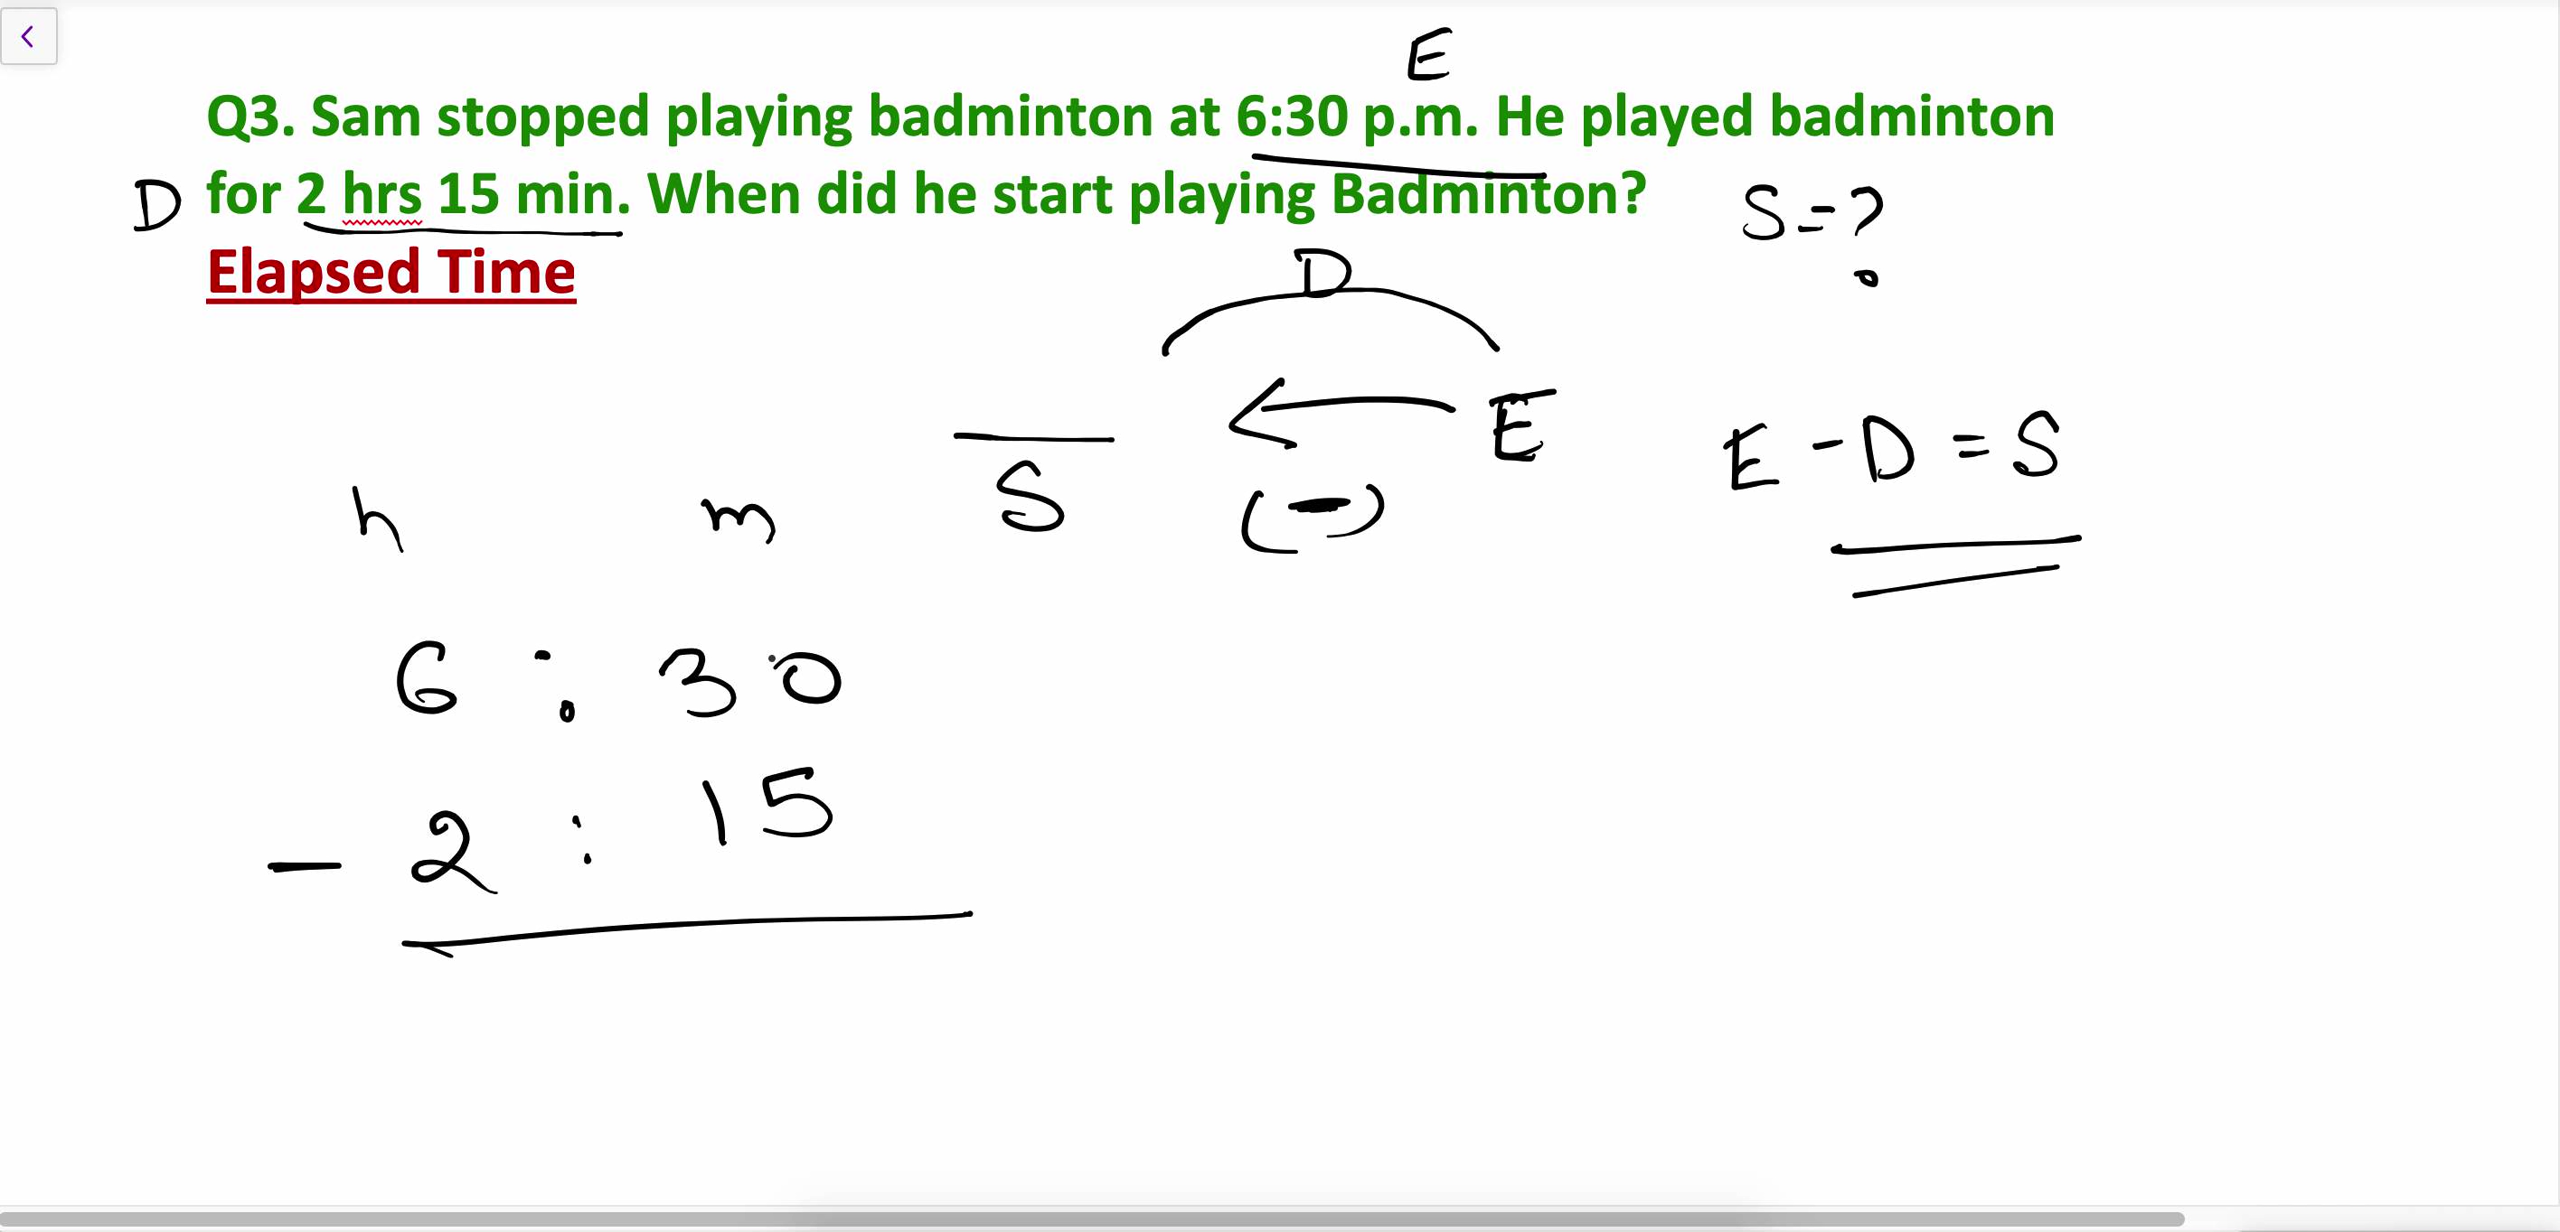 E
Q3. Sam stopped playing badminton at 6:30 p.m. He played badminton
D for 2 hrs 15 min. When did he start playing Badminton? S=?
Elapsed Time
D
E
S
(-)
E - D = S
h m
6 : 30
- 2 : 15